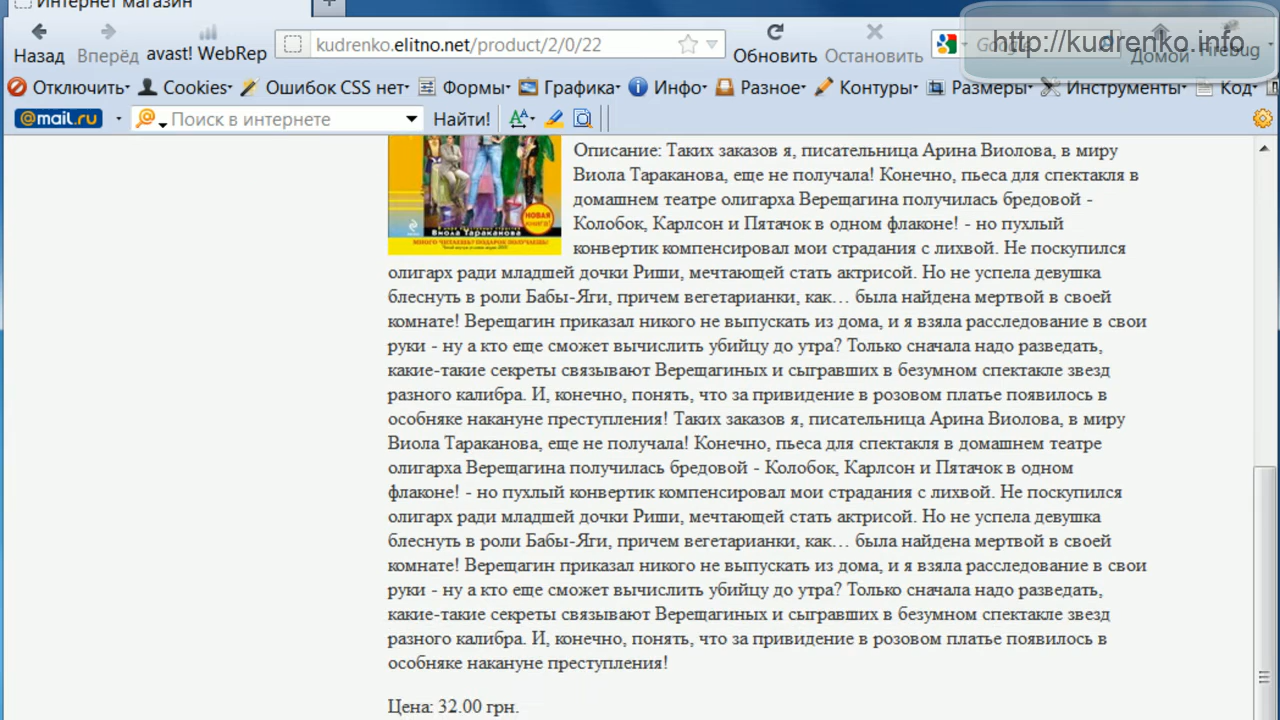 Интернет магазин
Назад Вперёд avast! WebRep kudrenko.elitno.net/product/2/0/22 Обновить Остановить Google Домой Firebug
http://kudrenko.info
Отключить Cookies Ошибок CSS нет Формы Графика Инфо Разное Контуры Размеры Инструменты Код
@mail.ru Поиск в интернете Найти!
НОВАЯ КНИГА!
Виола Тараканова
Описание: Таких заказов я, писательница Арина Виолова, в миру
Виола Тараканова, еще не получала! Конечно, пьеса для спектакля в
домашнем театре олигарха Верещагина получилась бредовой -
Колобок, Карлсон и Пятачок в одном флаконе! - но пухлый
конвертик компенсировал мои страдания с лихвой. Не поскупился
олигарх ради младшей дочки Риши, мечтающей стать актрисой. Но не успела девушка
блеснуть в роли Бабы-Яги, причем вегетарианки, как… была найдена мертвой в своей
комнате! Верещагин приказал никого не выпускать из дома, и я взяла расследование в свои
руки - ну а кто еще сможет вычислить убийцу до утра? Только сначала надо разведать,
какие-такие секреты связывают Верещагиных и сыгравших в безумном спектакле звезд
разного калибра. И, конечно, понять, что за привидение в розовом платье появилось в
особняке накануне преступления! Таких заказов я, писательница Арина Виолова, в миру
Виола Тараканова, еще не получала! Конечно, пьеса для спектакля в домашнем театре
олигарха Верещагина получилась бредовой - Колобок, Карлсон и Пятачок в одном
флаконе! - но пухлый конвертик компенсировал мои страдания с лихвой. Не поскупился
олигарх ради младшей дочки Риши, мечтающей стать актрисой. Но не успела девушка
блеснуть в роли Бабы-Яги, причем вегетарианки, как… была найдена мертвой в своей
комнате! Верещагин приказал никого не выпускать из дома, и я взяла расследование в свои
руки - ну а кто еще сможет вычислить убийцу до утра? Только сначала надо разведать,
какие-такие секреты связывают Верещагиных и сыгравших в безумном спектакле звезд
разного калибра. И, конечно, понять, что за привидение в розовом платье появилось в
особняке накануне преступления!
Цена: 32.00 грн.